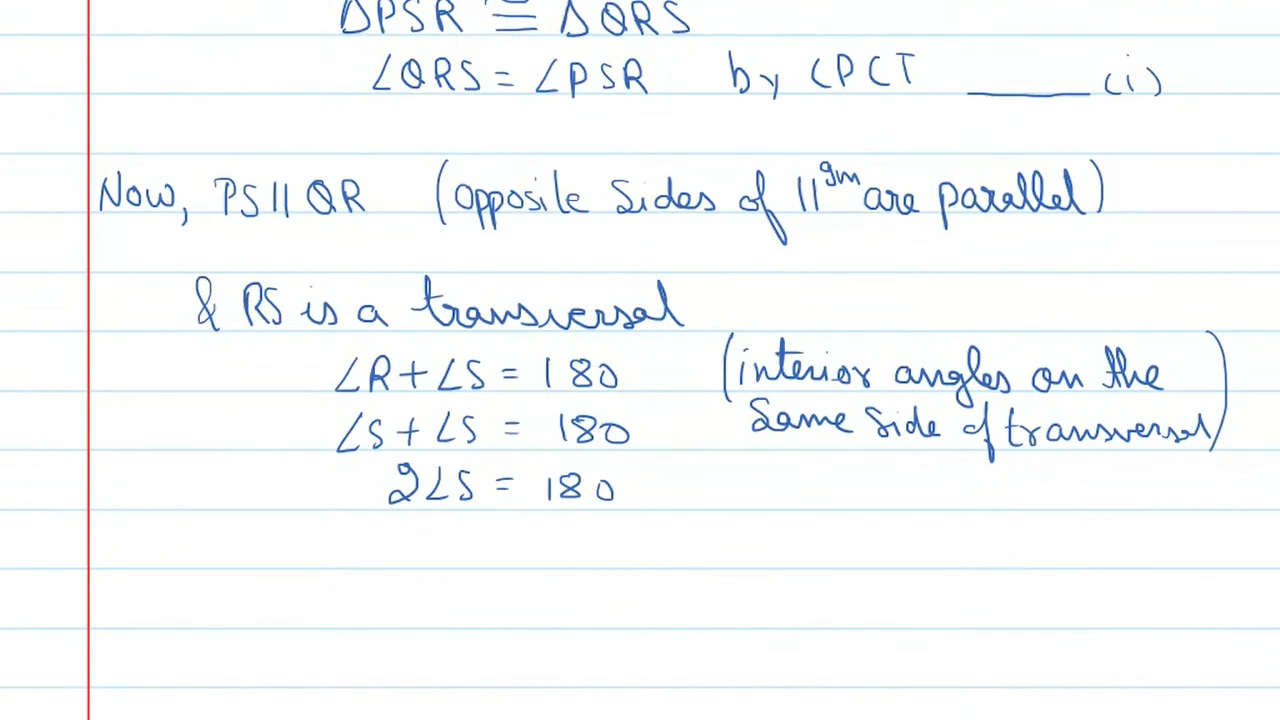 ΔPSR ≅ ΔQRS
∠QRS = ∠PSR by CPCT ____ (i)
Now, PS || QR (opposite sides of ||gm are parallel)
& RS is a transversal
∠R + ∠S = 180 (interior angles on the
∠S + ∠S = 180 same side of transversal)
2∠S = 180